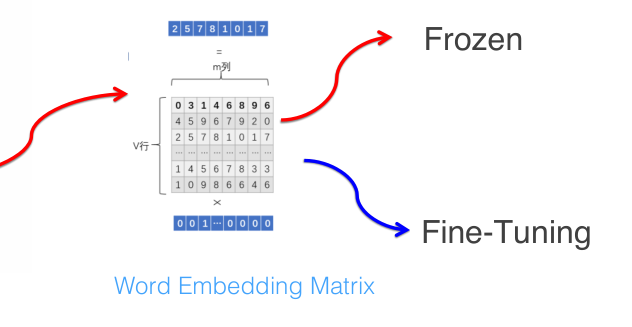 2 5 7 8 1 0 1 7
=
m列
Frozen
V行
0 3 1 4 6 8 9 6
4 5 9 6 7 9 2 0
2 5 7 8 1 0 1 7
... ... ... ... ... ... ... ...
1 4 5 6 7 8 3 3
1 0 9 8 6 6 4 6
×
0 0 1 ... 0 0 0 0
Fine-Tuning
Word Embedding Matrix